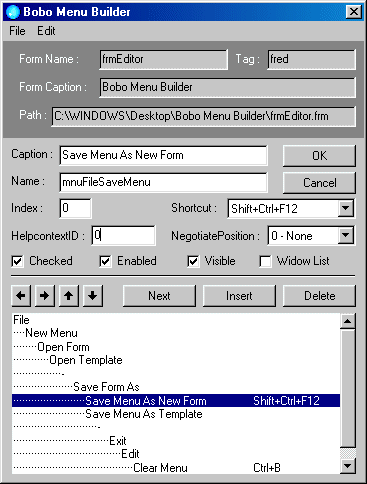 Bobo Menu Builder
File Edit
Form Name : frmEditor Tag : fred
Form Caption : Bobo Menu Builder
Path : C:\WINDOWS\Desktop\Bobo Menu Builder\frmEditor.frm
Caption : Save Menu As New Form OK
Name : mnuFileSaveMenu Cancel
Index : 0 Shortcut : Shift+Ctrl+F12
HelpcontextID : 0 NegotiatePosition : 0 - None
Checked Enabled Visible Widow List
Next Insert Delete
File
····New Menu
········Open Form
············Open Template
················-
····················Save Form As
························Save Menu As New Form Shift+Ctrl+F12
························Save Menu As Template
····························-
································Exit
····································Edit
········································Clear Menu Ctrl+B